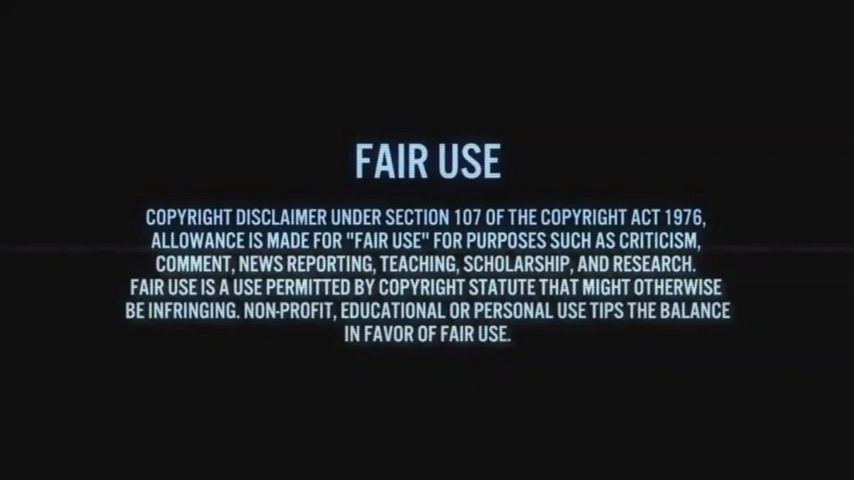 FAIR USE
COPYRIGHT DISCLAIMER UNDER SECTION 107 OF THE COPYRIGHT ACT 1976,
ALLOWANCE IS MADE FOR "FAIR USE" FOR PURPOSES SUCH AS CRITICISM,
COMMENT, NEWS REPORTING, TEACHING, SCHOLARSHIP, AND RESEARCH.
FAIR USE IS A USE PERMITTED BY COPYRIGHT STATUTE THAT MIGHT OTHERWISE
BE INFRINGING. NON-PROFIT, EDUCATIONAL OR PERSONAL USE TIPS THE BALANCE
IN FAVOR OF FAIR USE.